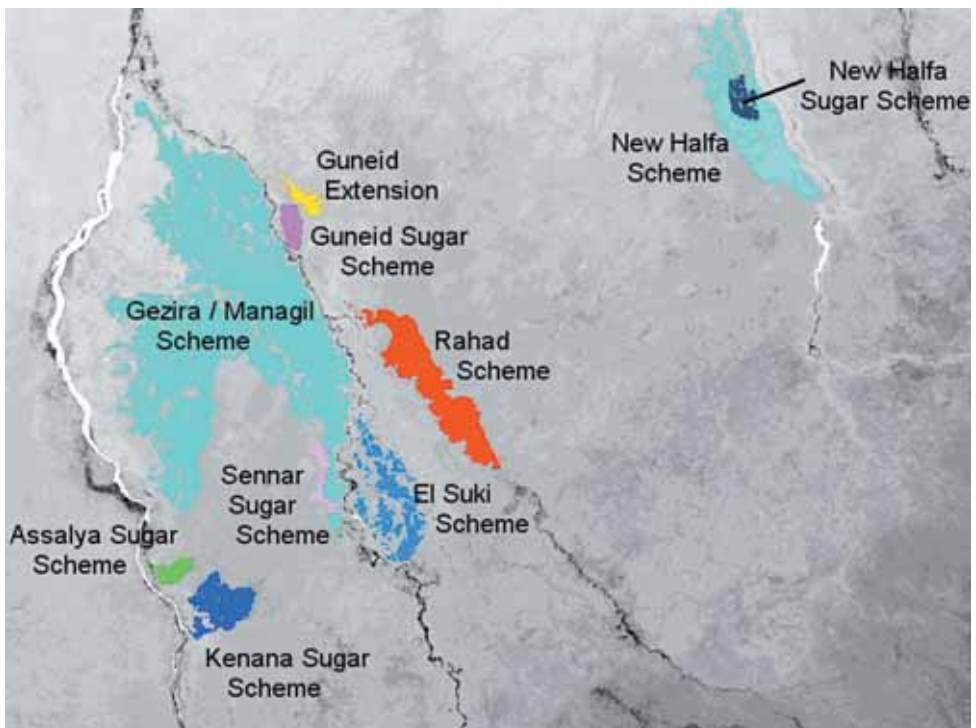 New Halfa
Sugar Scheme
New Halfa
Scheme
Guneid
Extension
Guneid Sugar
Scheme
Gezira / Managil
Scheme
Rahad
Scheme
Sennar
Sugar
Scheme
El Suki
Scheme
Assalya Sugar
Scheme
Kenana Sugar
Scheme